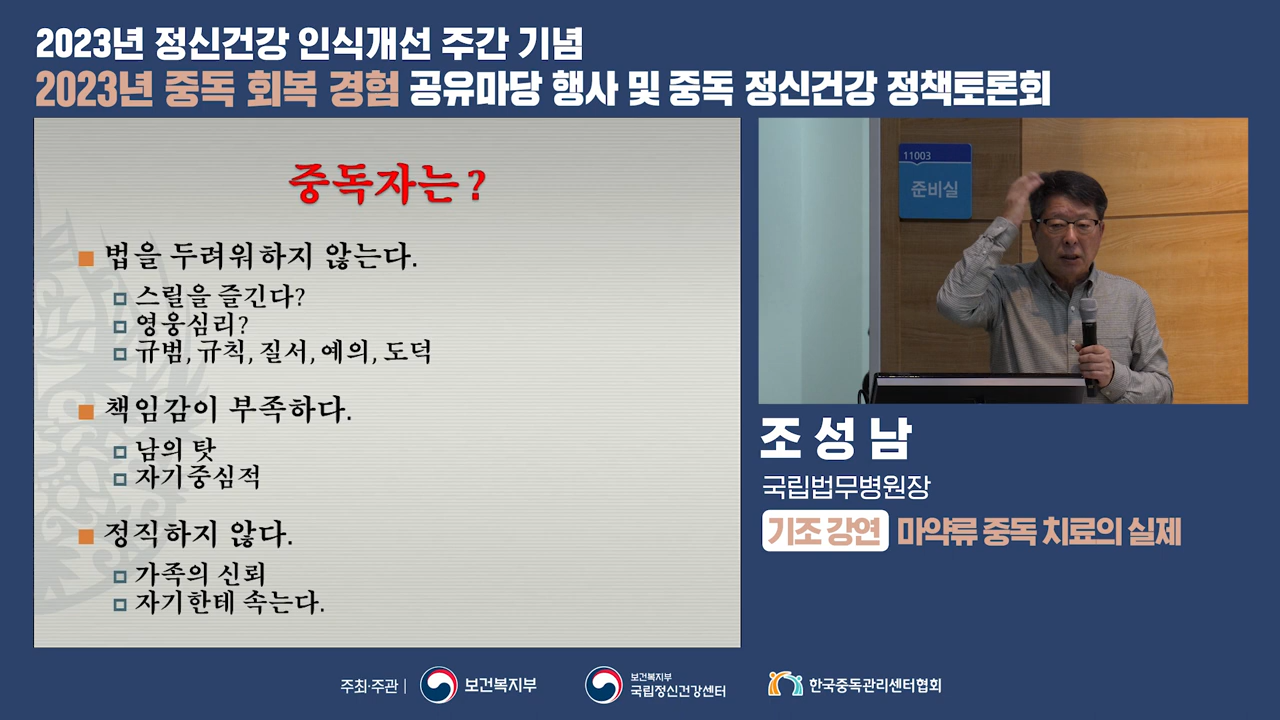 2023년 정신건강 인식개선 주간 기념
2023년 중독 회복 경험 공유마당 행사 및 중독 정신건강 정책토론회
중독자는?
법을 두려워하지 않는다.
스릴을 즐긴다?
영웅심리?
규범, 규칙, 질서, 예의, 도덕
책임감이 부족하다.
남의 탓
자기중심적
정직하지 않다.
가족의 신뢰
자기한테 속는다.
11003
준비실
조성남
국립법무병원장
기조 강연 마약류 중독 치료의 실제
주최·주관 | 보건복지부
보건복지부
국립정신건강센터
한국중독관리센터협회